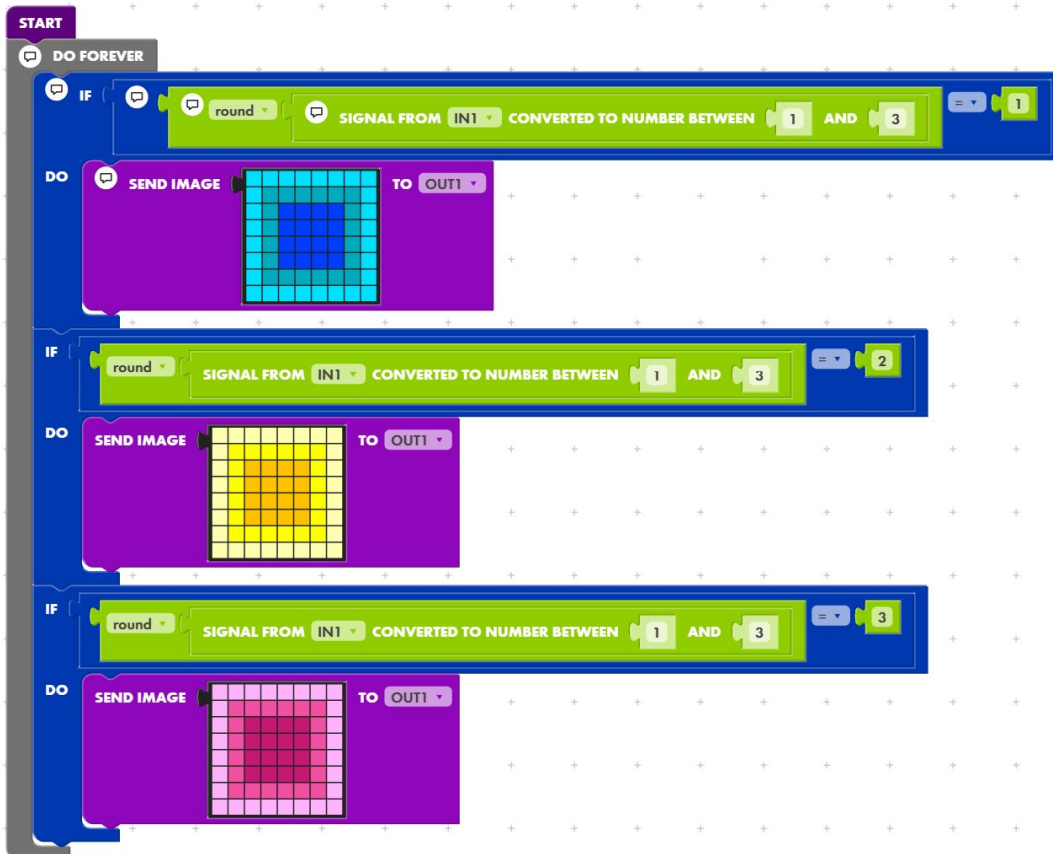 START
DO FOREVER
IF round SIGNAL FROM IN1 CONVERTED TO NUMBER BETWEEN 1 AND 3 = 1
DO SEND IMAGE TO OUT1
IF round SIGNAL FROM IN1 CONVERTED TO NUMBER BETWEEN 1 AND 3 = 2
DO SEND IMAGE TO OUT1
IF round SIGNAL FROM IN1 CONVERTED TO NUMBER BETWEEN 1 AND 3 = 3
DO SEND IMAGE TO OUT1